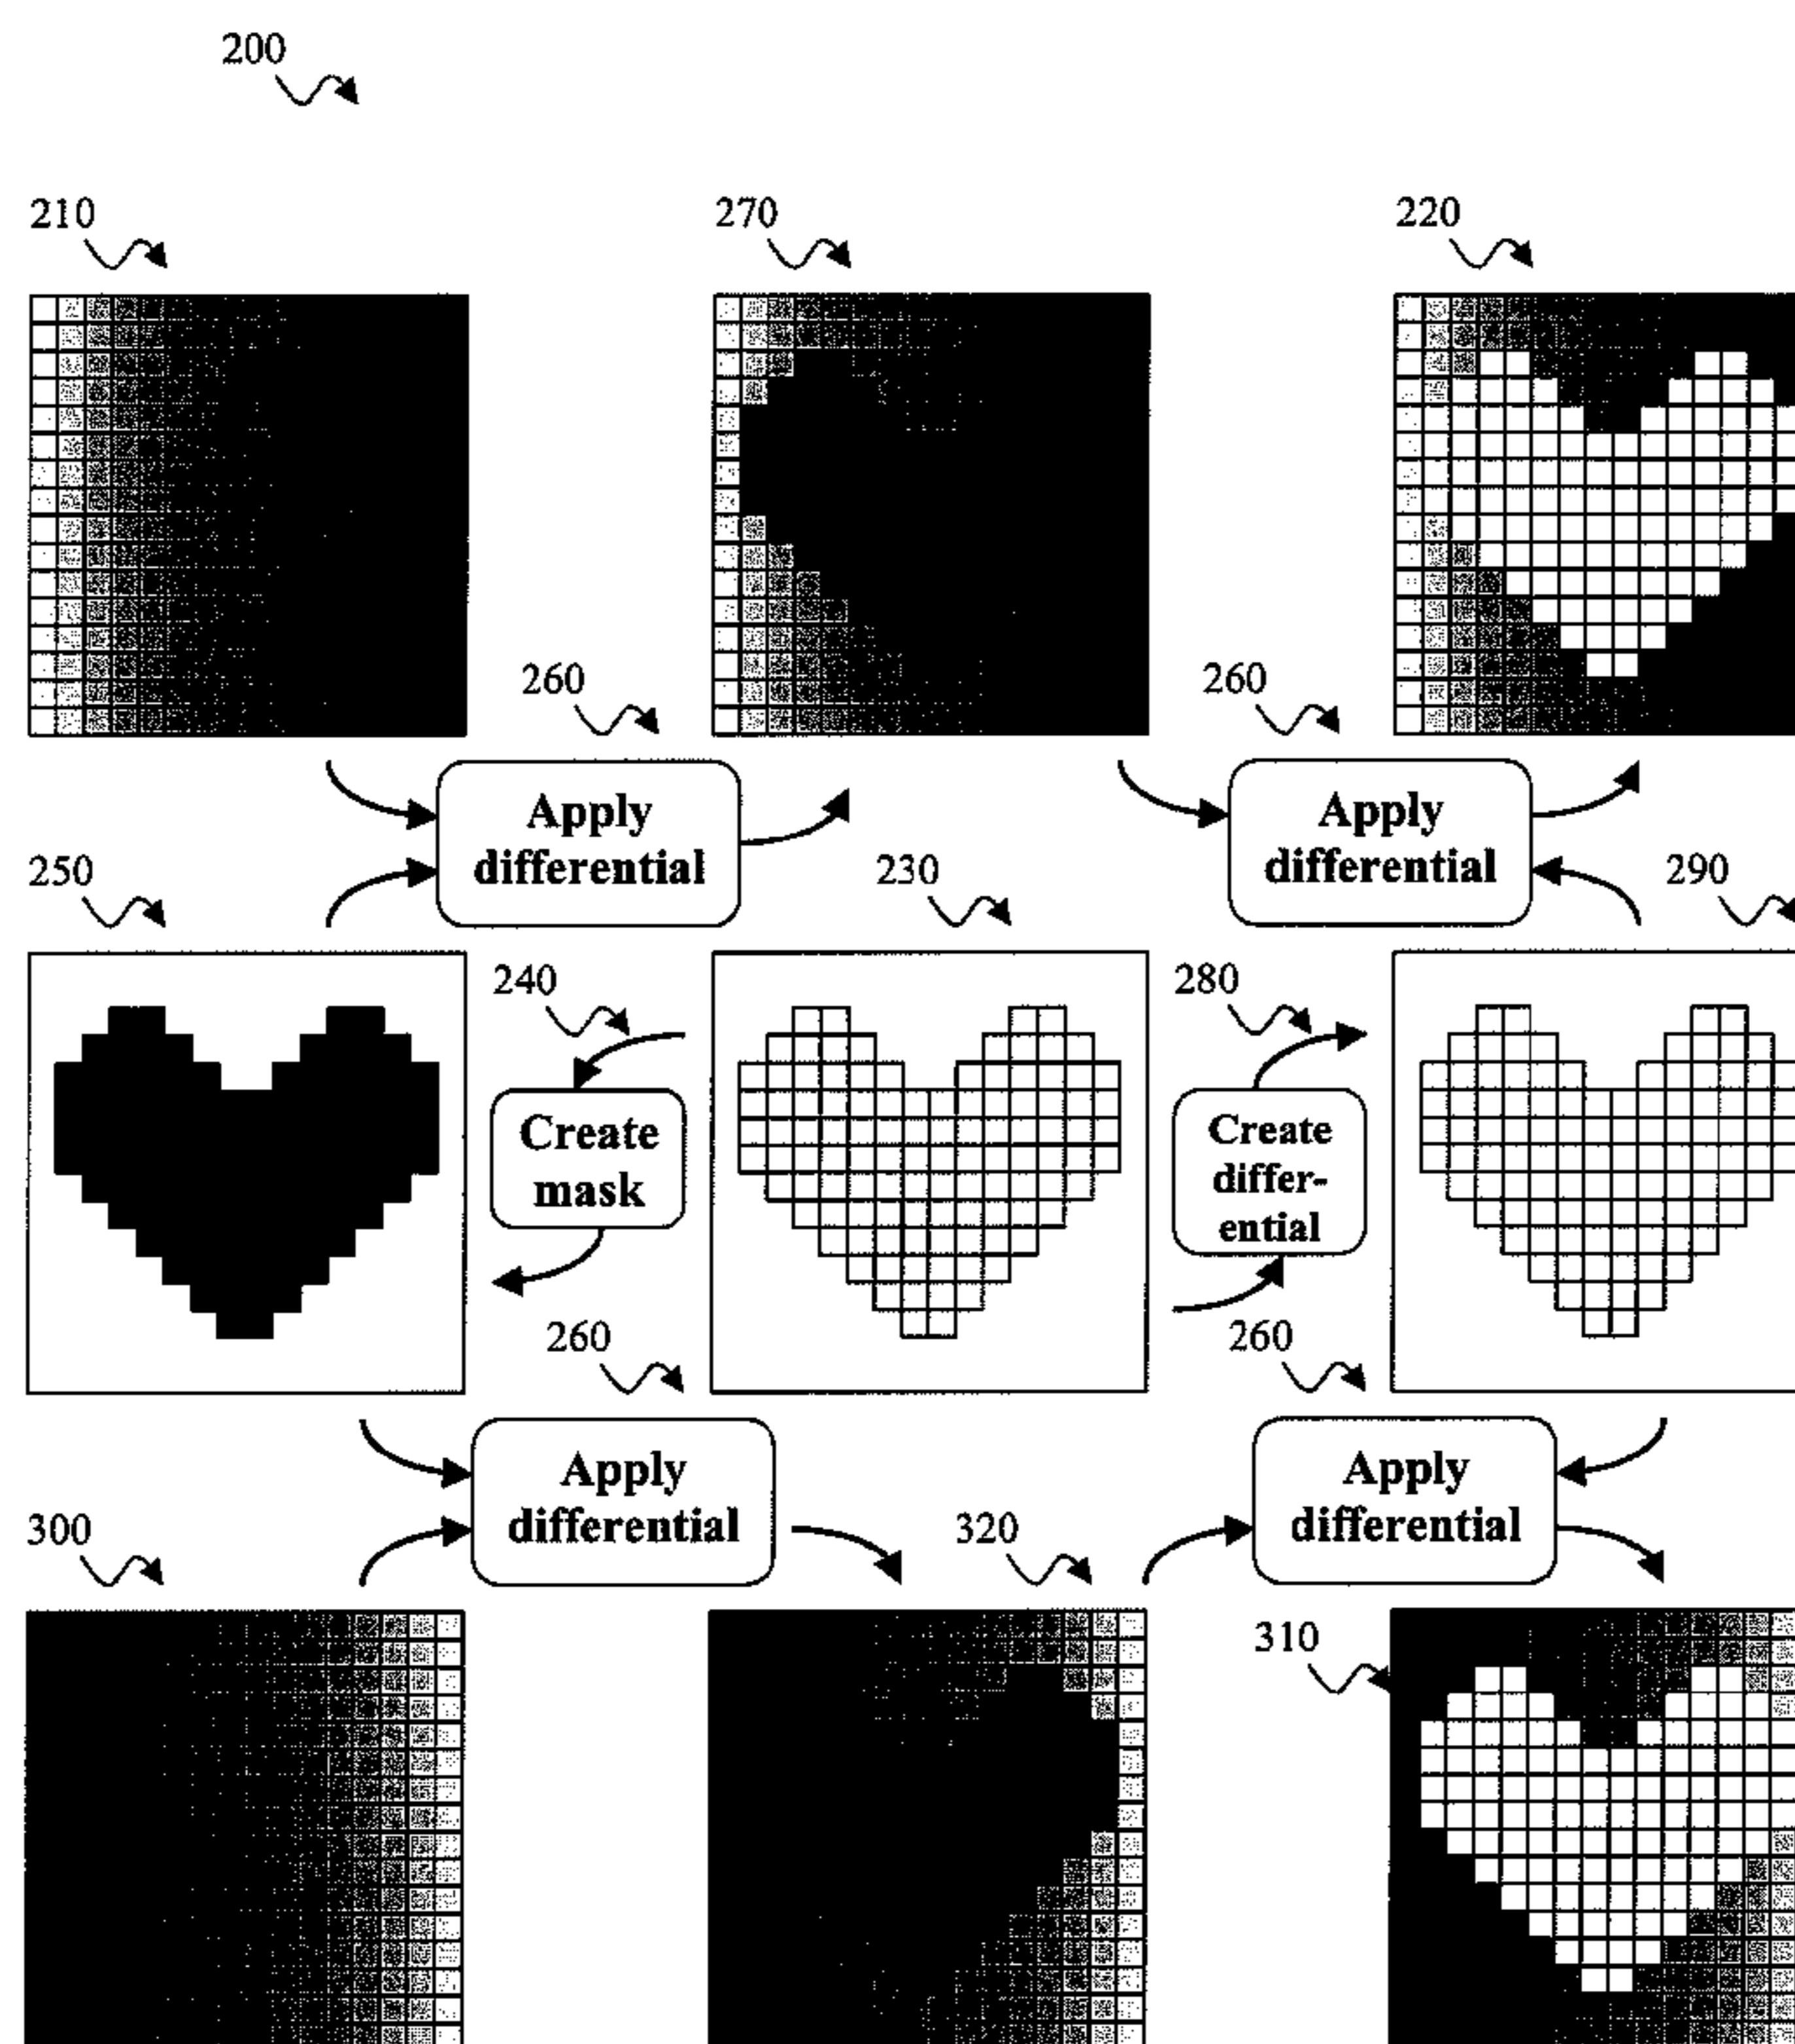 200
210
270
220
260
260
Apply
differential
Apply
differential
250
230
290
240
280
Create
mask
Create
differ-
ential
260
260
Apply
differential
Apply
differential
300
320
310